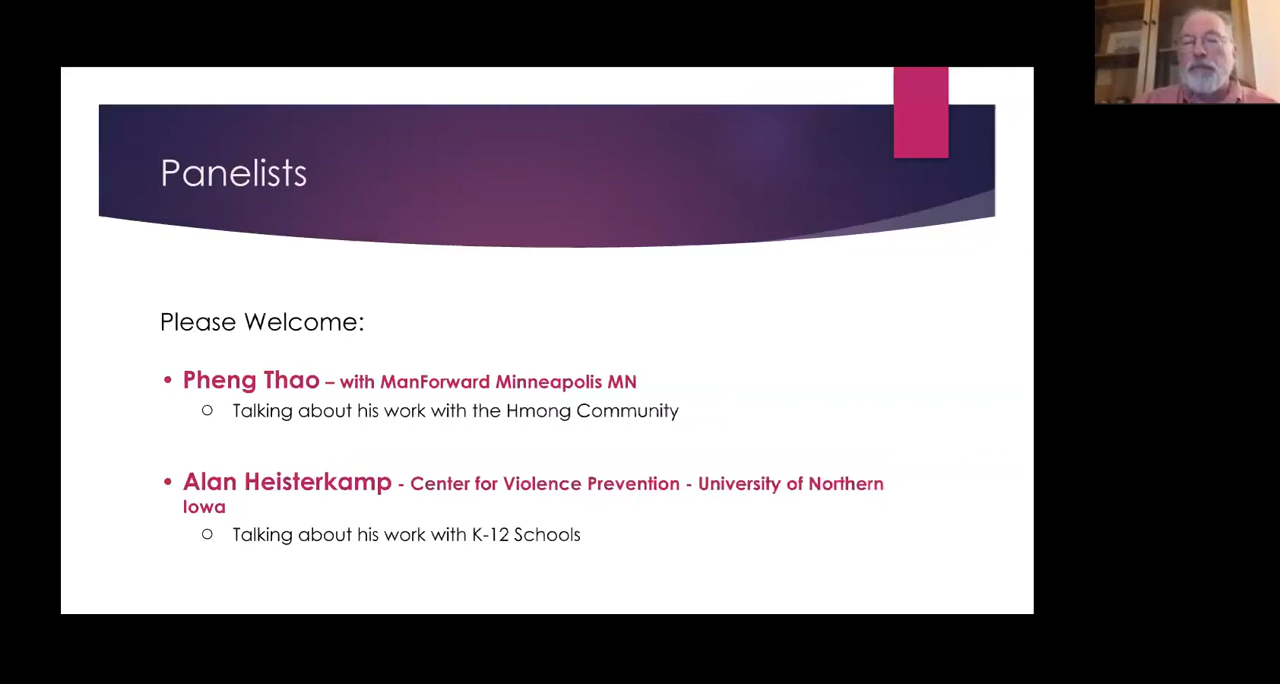 Panelists
Please Welcome:
• Pheng Thao – with ManForward Minneapolis MN
○ Talking about his work with the Hmong Community
• Alan Heisterkamp - Center for Violence Prevention - University of Northern
Iowa
○ Talking about his work with K-12 Schools